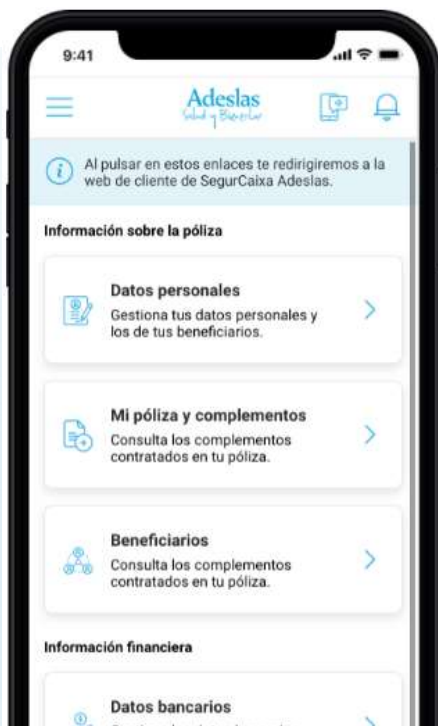 9:41
Adeslas
Salud y Bienestar
Al pulsar en estos enlaces te redirigiremos a la
web de cliente de SegurCaixa Adeslas.
Información sobre la póliza
Datos personales
Gestiona tus datos personales y
los de tus beneficiarios.
Mi póliza y complementos
Consulta los complementos
contratados en tu póliza.
Beneficiarios
Consulta los complementos
contratados en tu póliza.
Información financiera
Datos bancarios